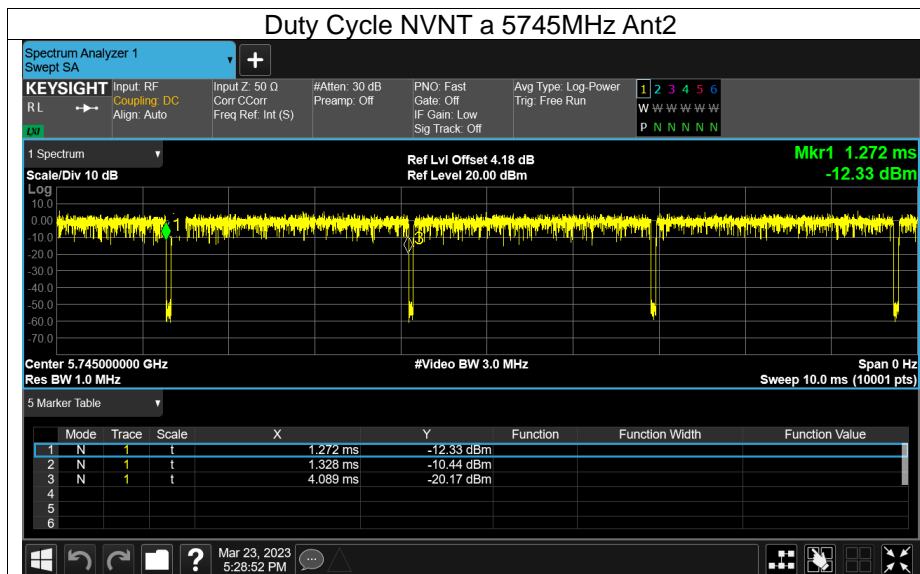 Duty Cycle NVNT a 5745MHz Ant2
Spectrum Analyzer 1
Swept SA
+
KEYSIGHT Input: RF Input Z: 50 Ω #Atten: 30 dB PNO: Fast Avg Type: Log-Power 1 2 3 4 5 6
RL Coupling: DC Corr CCorr Preamp: Off Gate: Off Trig: Free Run W W W W W W
Align: Auto Freq Ref: Int (S) IF Gain: Low
LXI Sig Track: Off P N N N N N
1 Spectrum Ref Lvl Offset 4.18 dB Mkr1 1.272 ms
Scale/Div 10 dB Ref Level 20.00 dBm -12.33 dBm
Log
10.0
0.00
-10.0
-20.0
-30.0
-40.0
-50.0
-60.0
-70.0
1
3
Center 5.745000000 GHz #Video BW 3.0 MHz Span 0 Hz
Res BW 1.0 MHz Sweep 10.0 ms (10001 pts)
5 Marker Table
Mode Trace Scale X Y Function Function Width Function Value
1 N 1 t 1.272 ms -12.33 dBm
2 N 1 t 1.328 ms -10.44 dBm
3 N 1 t 4.089 ms -20.17 dBm
4
5
6
? Mar 23, 2023
5:28:52 PM